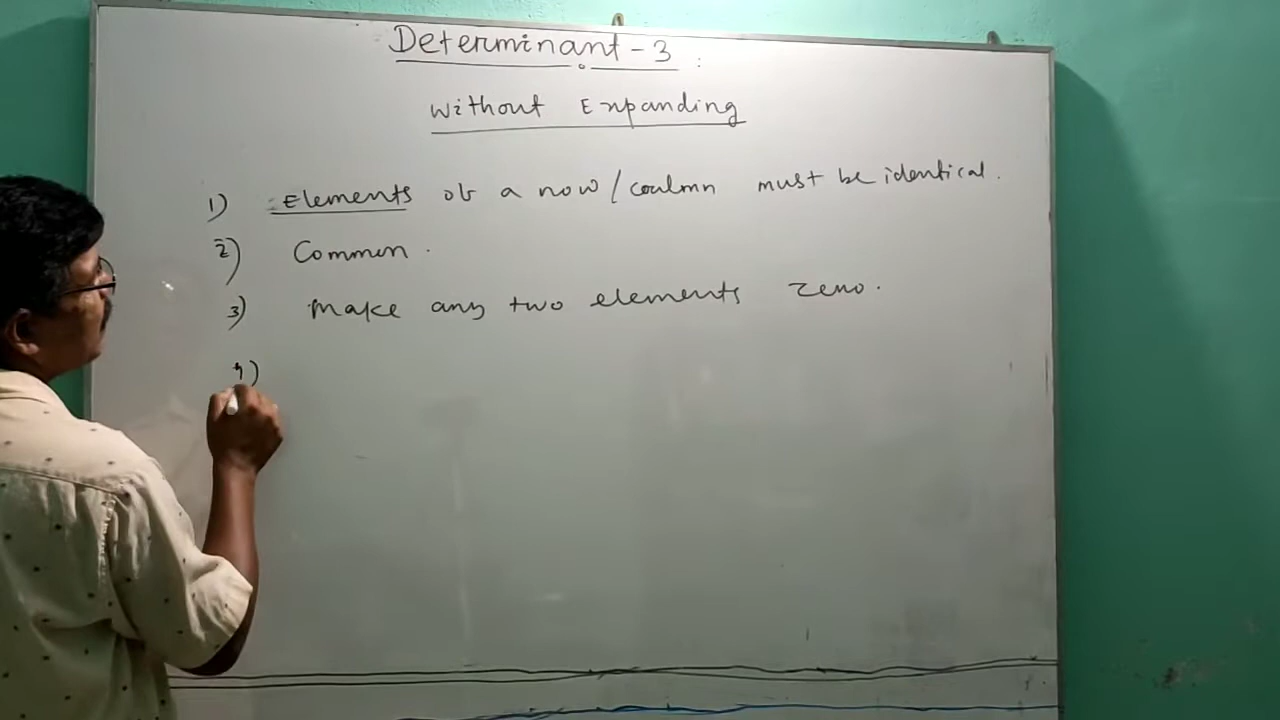 Determinant - 3 :
Without Expanding
1) Elements of a row / coulmn must be identical.
2) Common.
3) Make any two elements zero.
4)